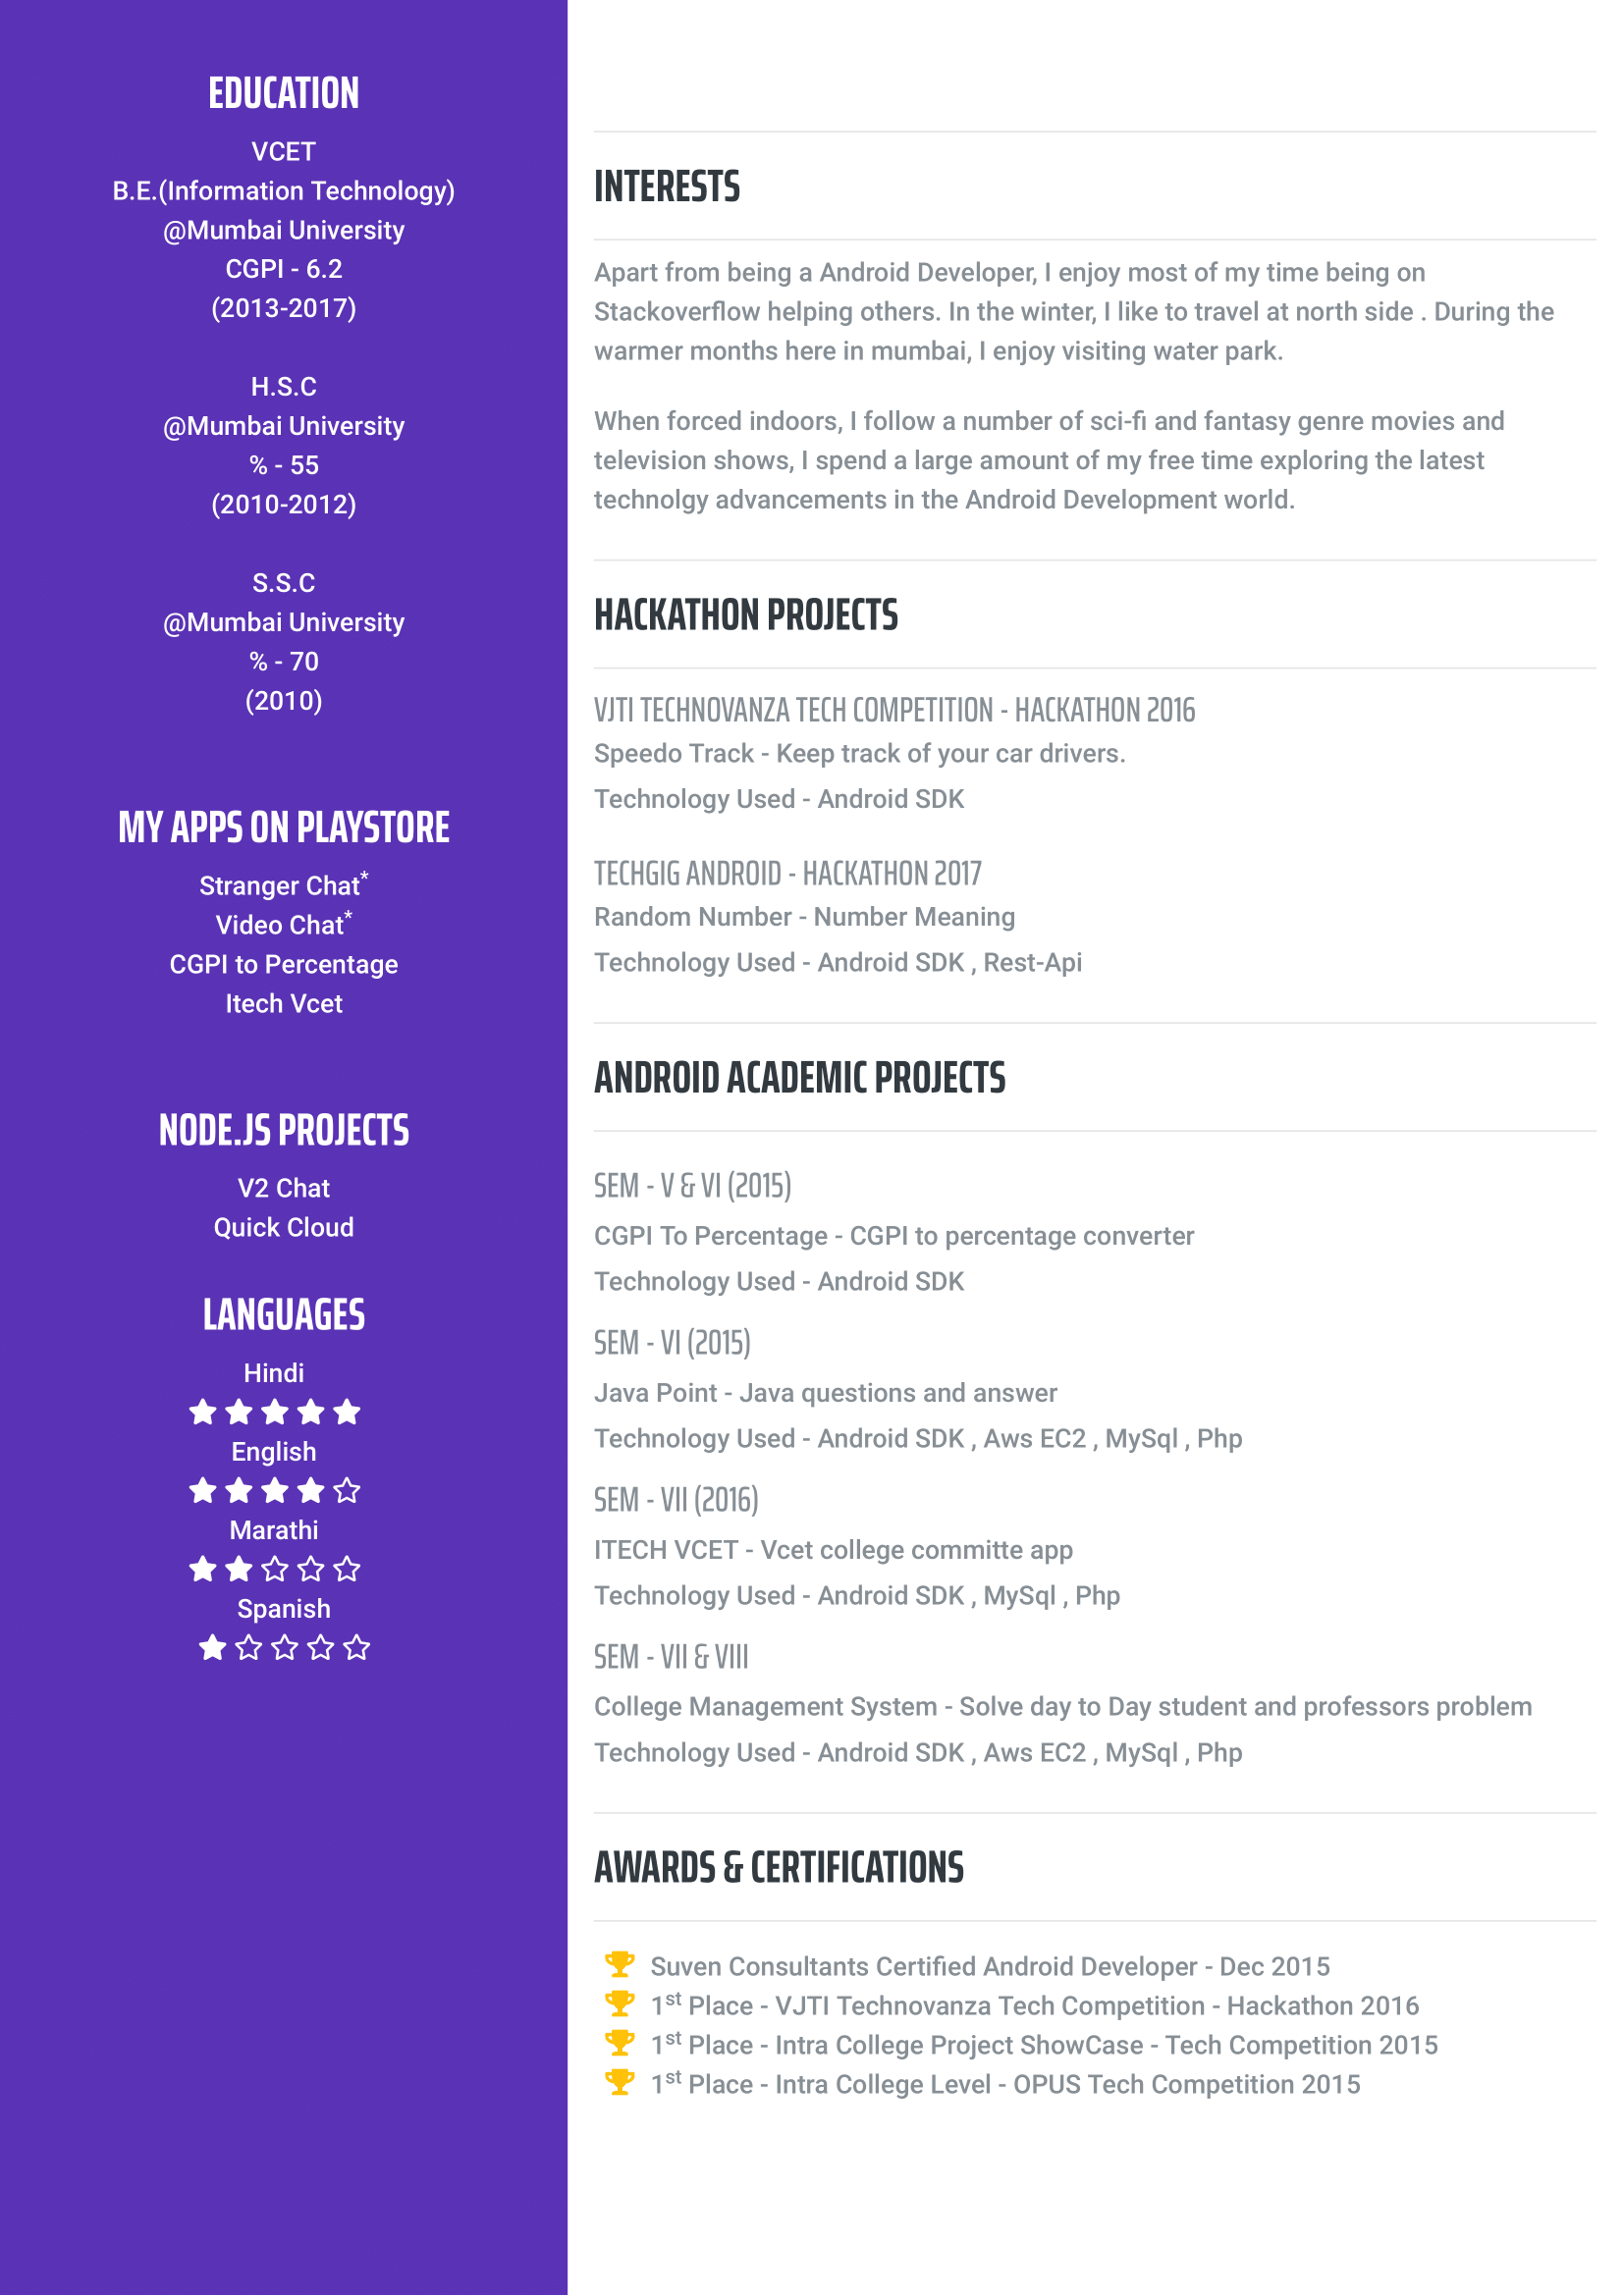 EDUCATION
VCET
B.E.(Information Technology)
@Mumbai University
CGPI - 6.2
(2013-2017)
H.S.C
@Mumbai University
% - 55
(2010-2012)
S.S.C
@Mumbai University
% - 70
(2010)
MY APPS ON PLAYSTORE
Stranger Chat*
Video Chat*
CGPI to Percentage
Itech Vcet
NODE.JS PROJECTS
V2 Chat
Quick Cloud
LANGUAGES
Hindi
English
Marathi
Spanish
INTERESTS
Apart from being a Android Developer, I enjoy most of my time being on
Stackoverflow helping others. In the winter, I like to travel at north side . During the
warmer months here in mumbai, I enjoy visiting water park.
When forced indoors, I follow a number of sci-fi and fantasy genre movies and
television shows, I spend a large amount of my free time exploring the latest
technolgy advancements in the Android Development world.
HACKATHON PROJECTS
VJTI TECHNOVANZA TECH COMPETITION - HACKATHON 2016
Speedo Track - Keep track of your car drivers.
Technology Used - Android SDK
TECHGIG ANDROID - HACKATHON 2017
Random Number - Number Meaning
Technology Used - Android SDK , Rest-Api
ANDROID ACADEMIC PROJECTS
SEM - V & VI (2015)
CGPI To Percentage - CGPI to percentage converter
Technology Used - Android SDK
SEM - VI (2015)
Java Point - Java questions and answer
Technology Used - Android SDK , Aws EC2 , MySql , Php
SEM - VII (2016)
ITECH VCET - Vcet college committe app
Technology Used - Android SDK , MySql , Php
SEM - VII & VIII
College Management System - Solve day to Day student and professors problem
Technology Used - Android SDK , Aws EC2 , MySql , Php
AWARDS & CERTIFICATIONS
Suven Consultants Certified Android Developer - Dec 2015
1st Place - VJTI Technovanza Tech Competition - Hackathon 2016
1st Place - Intra College Project ShowCase - Tech Competition 2015
1st Place - Intra College Level - OPUS Tech Competition 2015